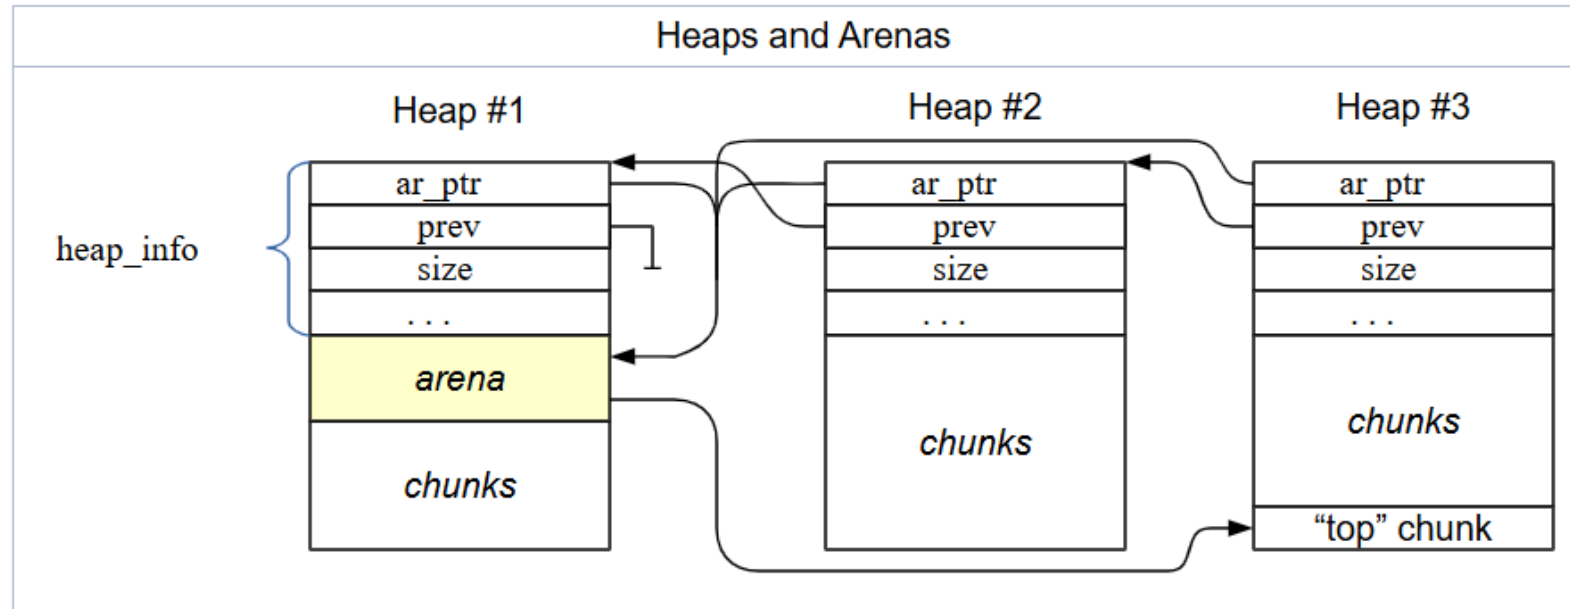 Heaps and Arenas
Heap #1
Heap #2
Heap #3
heap_info
ar_ptr
prev
size
. . .
arena
chunks
ar_ptr
prev
size
. . .
chunks
ar_ptr
prev
size
. . .
chunks
“top” chunk